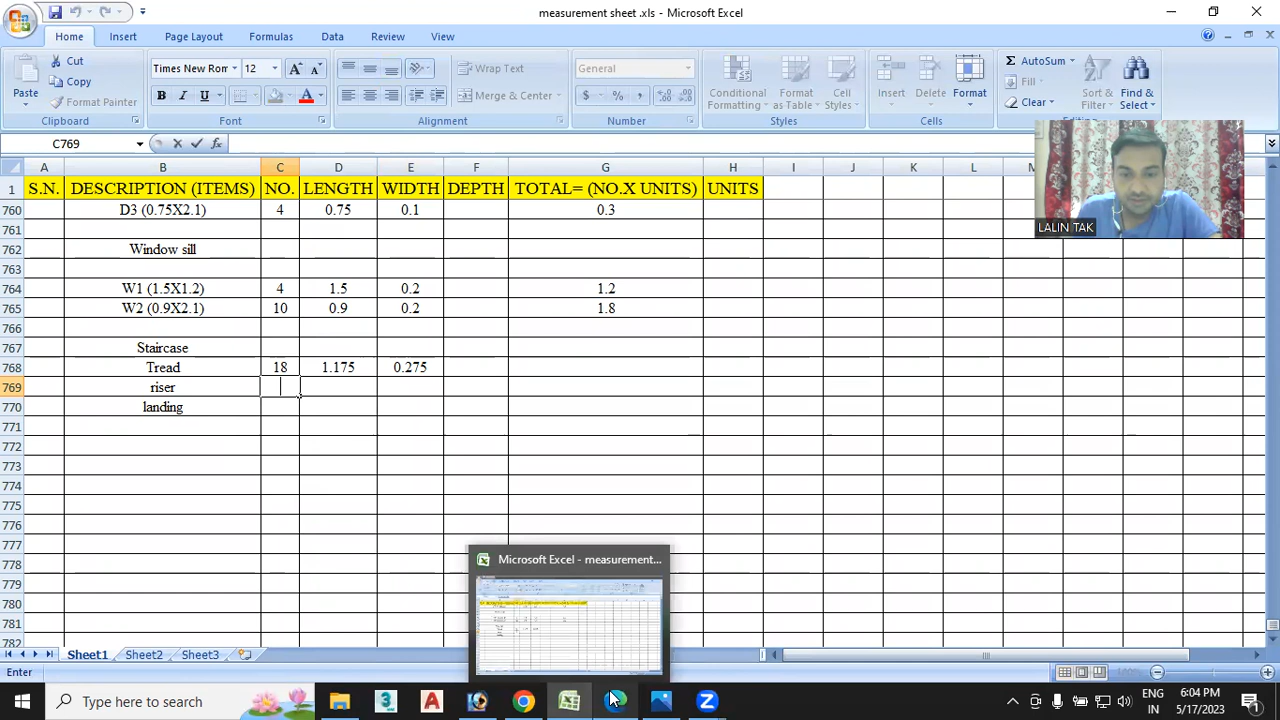 measurement sheet .xls - Microsoft Excel
Home Insert Page Layout Formulas Data Review View
Paste Cut Copy Format Painter Clipboard
Times New Rom 12 B I U A Font
Wrap Text Merge & Center Alignment
General $ % , Number
Conditional Formatting Format as Table Cell Styles Styles
Insert Delete Format Cells
AutoSum Fill Clear Sort & Filter Find & Select
C769
A B C D E F G H I J K L
1 S.N. DESCRIPTION (ITEMS) NO. LENGTH WIDTH DEPTH TOTAL= (NO.X UNITS) UNITS
760 D3 (0.75X2.1) 4 0.75 0.1 0.3
761
762 Window sill
763
764 W1 (1.5X1.2) 4 1.5 0.2 1.2
765 W2 (0.9X2.1) 10 0.9 0.2 1.8
766
767 Staircase
768 Tread 18 1.175 0.275
769 riser
770 landing
771
772
773
774
775
776
777
778
779
780
781
782
LALIN TAK
Microsoft Excel - measurement...
Sheet1 Sheet2 Sheet3
Enter
Type here to search
ENG IN
6:04 PM
5/17/2023